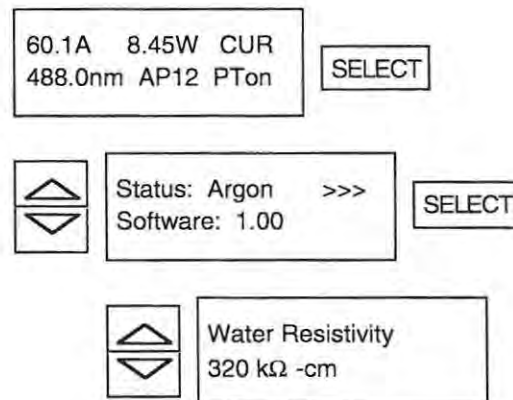 60.1A 8.45W CUR
488.0nm AP12 PTon
SELECT
Status: Argon >>>
Software: 1.00
SELECT
Water Resistivity
320 kΩ -cm